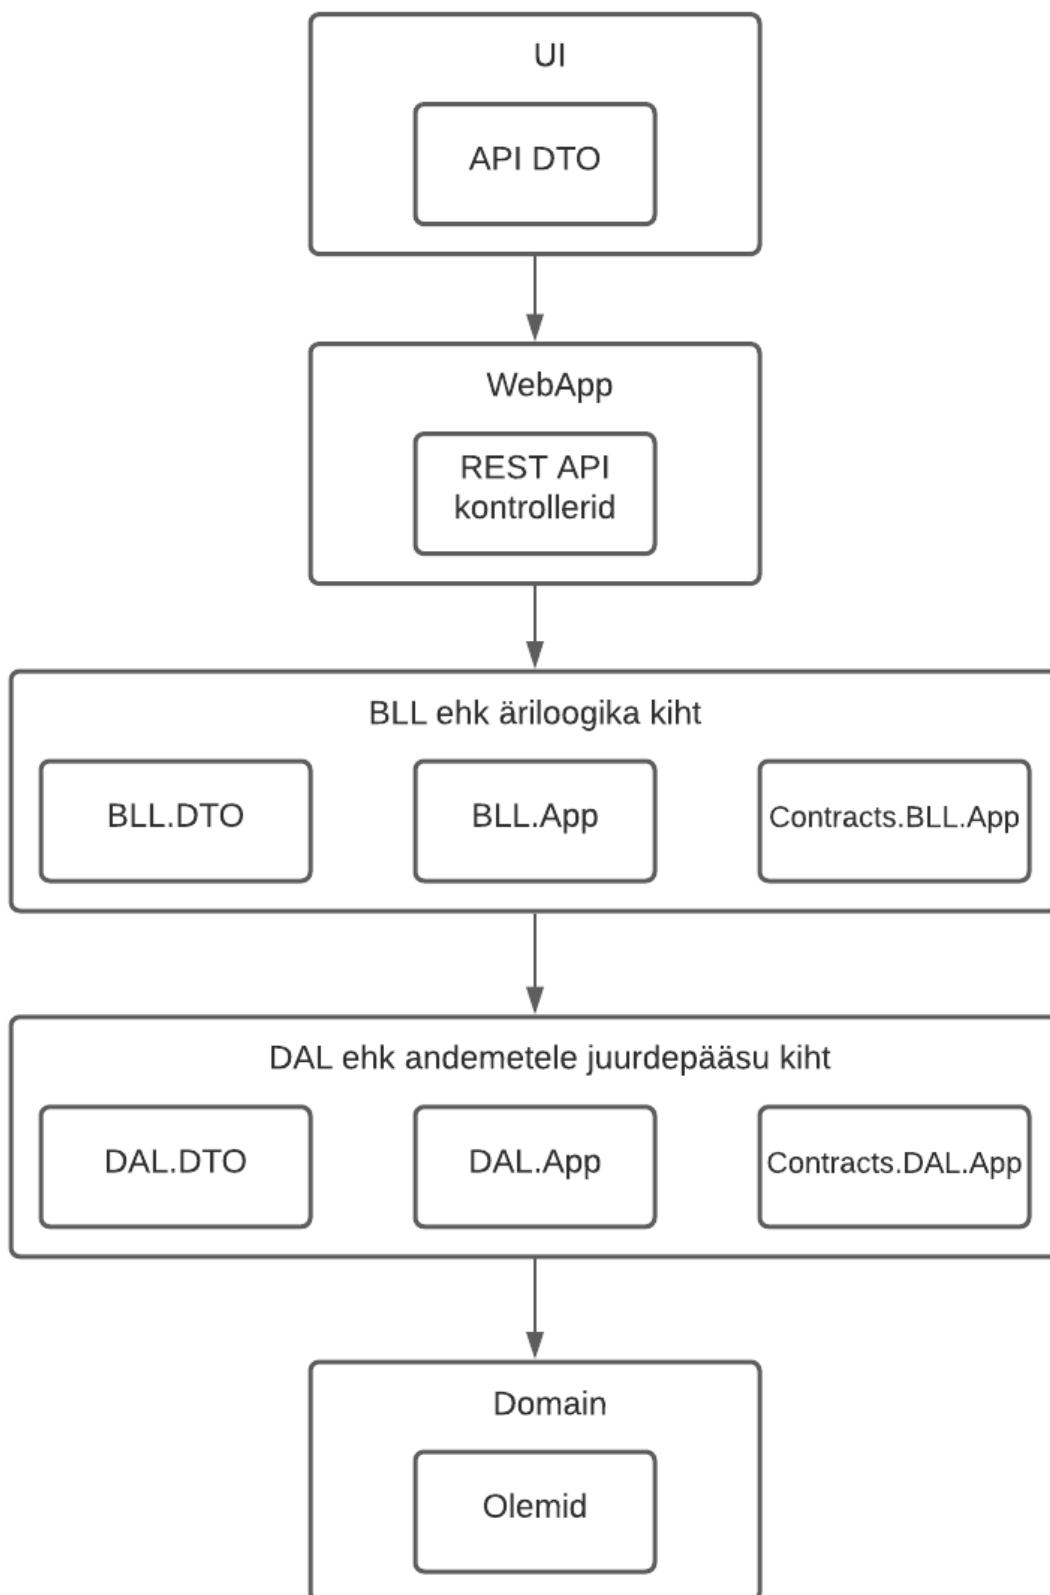 UI
API DTO
WebApp
REST API
kontrollerid
BLL ehk äriloogika kiht
BLL.DTO
BLL.App
Contracts.BLL.App
DAL ehk andemetele juurdepääsu kiht
DAL.DTO
DAL.App
Contracts.DAL.App
Domain
Olemid